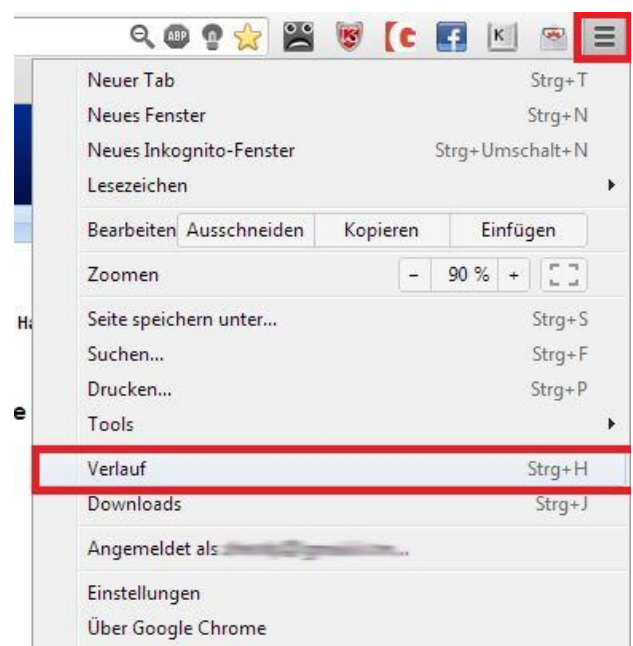 ABP K
Neuer Tab Strg+T
Neues Fenster Strg+N
Neues Inkognito-Fenster Strg+Umschalt+N
Lesezeichen
Bearbeiten Ausschneiden Kopieren Einfügen
Zoomen - 90 % +
Seite speichern unter... Strg+S
Suchen... Strg+F
Drucken... Strg+P
e
Tools
Verlauf Strg+H
Downloads Strg+J
Angemeldet als ...
Einstellungen
Über Google Chrome